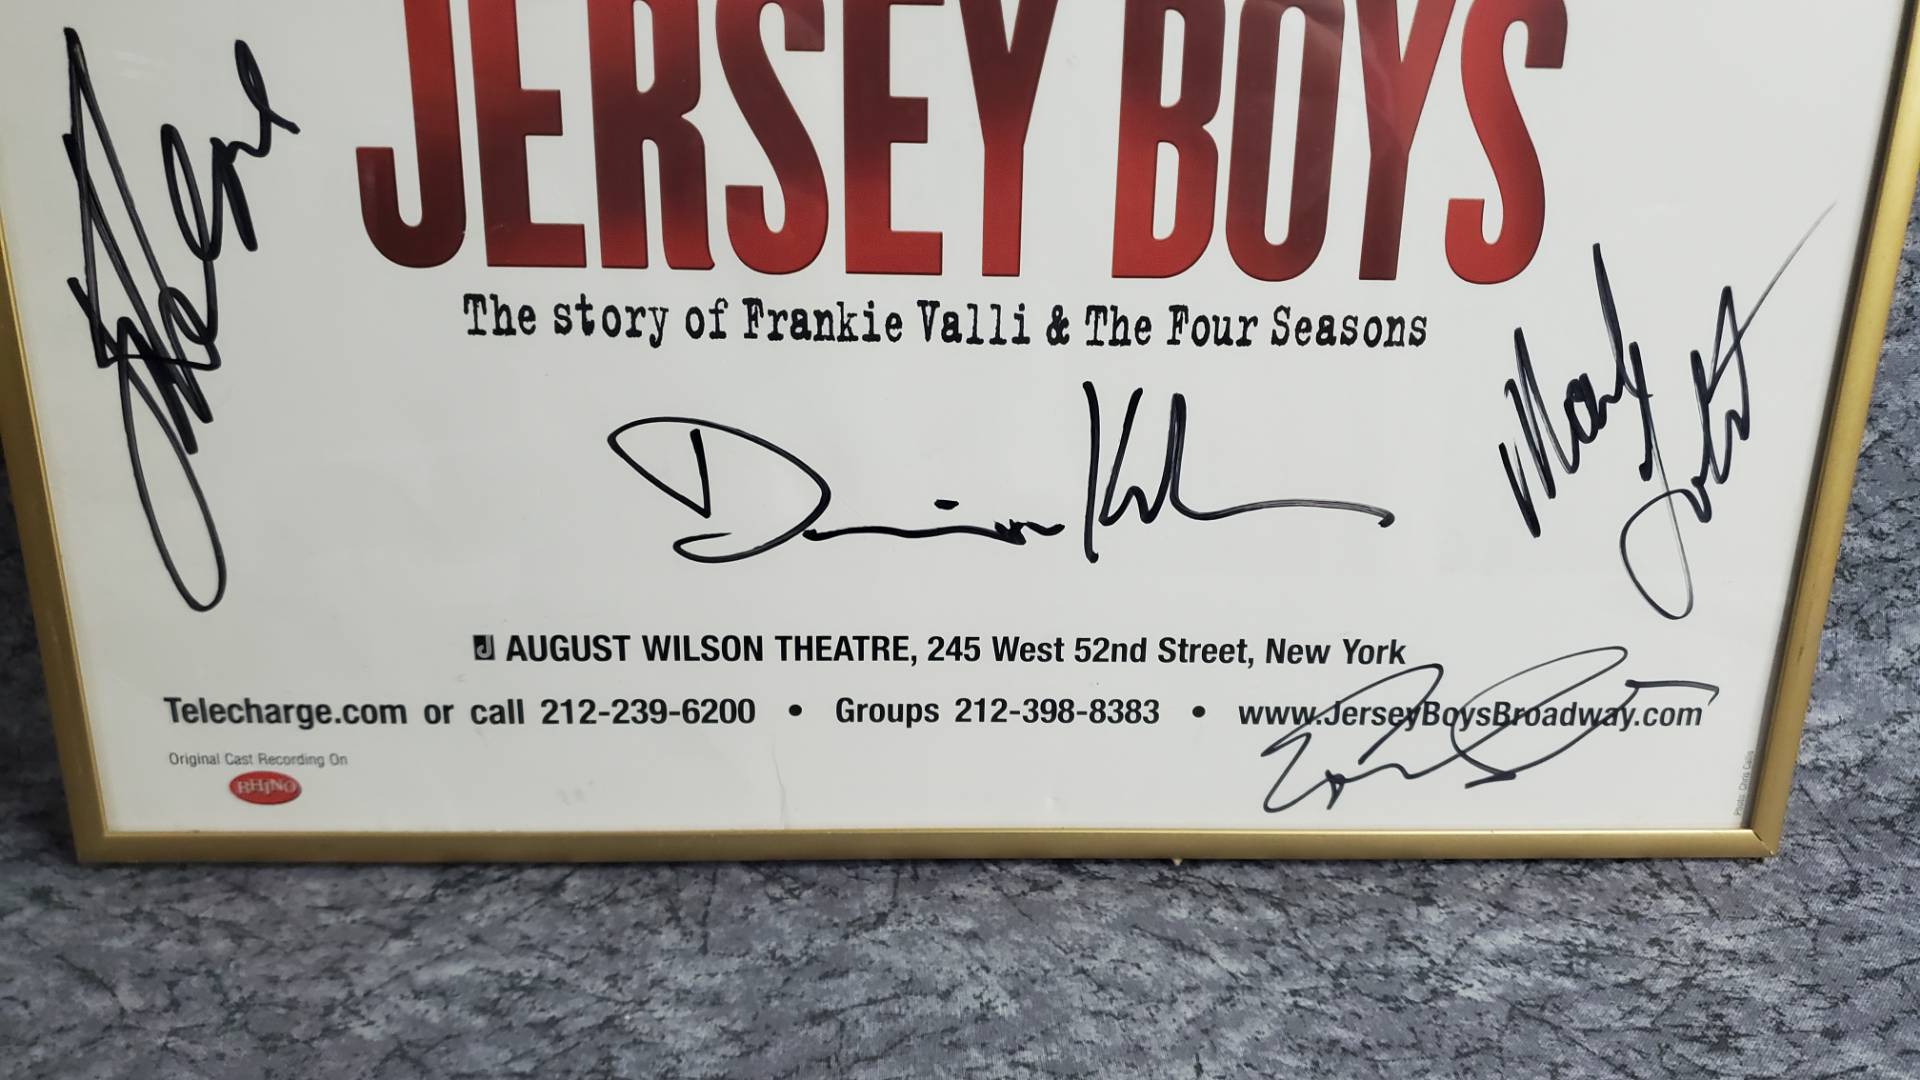 JERSEY BOYS
The story of Frankie Valli & The Four Seasons
AUGUST WILSON THEATRE, 245 West 52nd Street, New York
Telecharge.com or call 212-239-6200 • Groups 212-398-8383 • www.JerseyBoysBroadway.com
Original Cast Recording On
RHINO